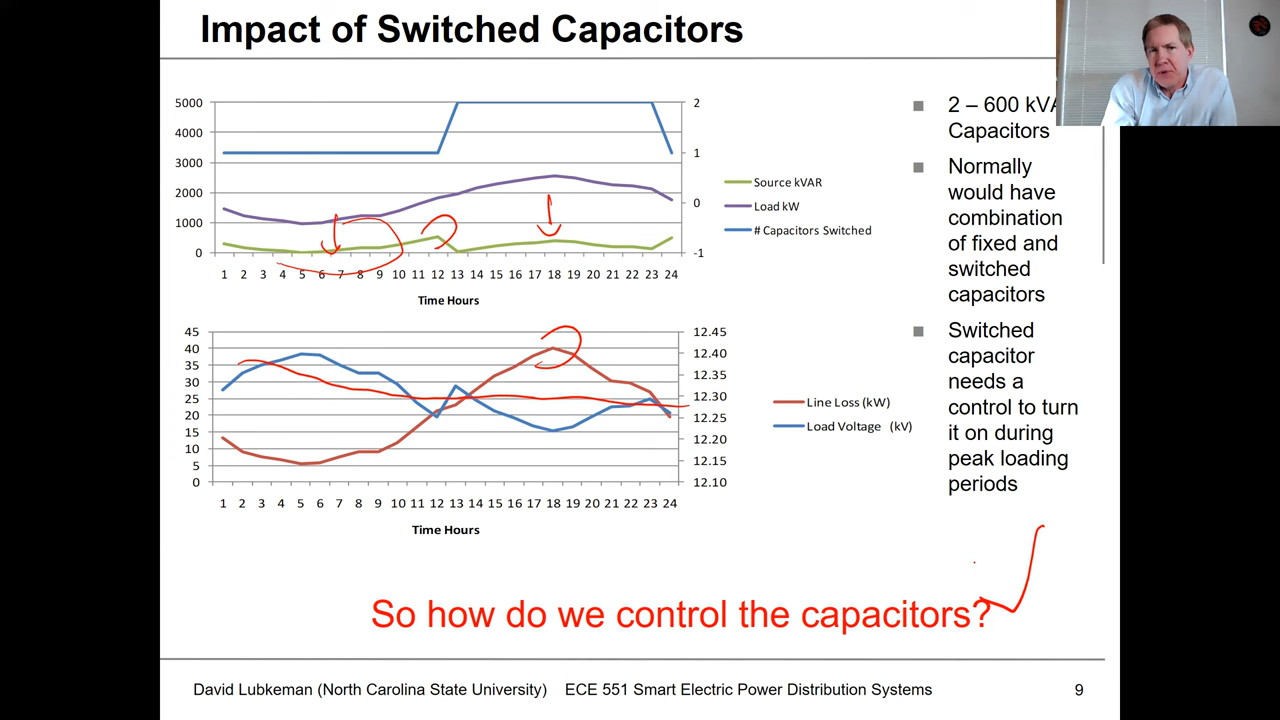 Impact of Switched Capacitors
5000
4000
3000
2000
1000
0
2
1
0
-1
1 2 3 4 5 6 7 8 9 10 11 12 13 14 15 16 17 18 19 20 21 22 23 24
Time Hours
Source kVAR
Load kW
# Capacitors Switched
45
40
35
30
25
20
15
10
5
0
12.45
12.40
12.35
12.30
12.25
12.20
12.15
12.10
1 2 3 4 5 6 7 8 9 10 11 12 13 14 15 16 17 18 19 20 21 22 23 24
Time Hours
Line Loss (kW)
Load Voltage (kV)
2 – 600 kVA
Capacitors
Normally
would have
combination
of fixed and
switched
capacitors
Switched
capacitor
needs a
control to turn
it on during
peak loading
periods
So how do we control the capacitors?
David Lubkeman (North Carolina State University) ECE 551 Smart Electric Power Distribution Systems 9